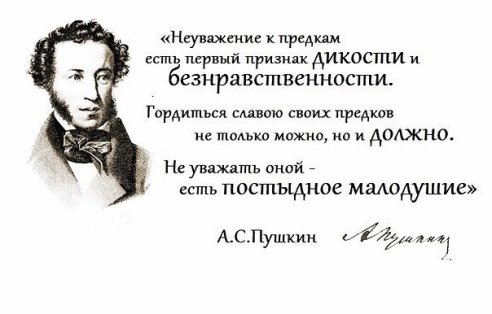 «Неуважение к предкам
есть первый признак дикости и
безнравственности.
Гордиться славою своих предков
не только можно, но и должно.
Не уважать оной -
есть постыдное малодушие»
А.С.Пушкин АПушкин